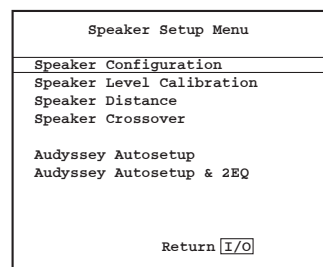 Speaker Setup Menu
Speaker Configuration
Speaker Level Calibration
Speaker Distance
Speaker Crossover
Audyssey Autosetup
Audyssey Autosetup & 2EQ
Return I/O